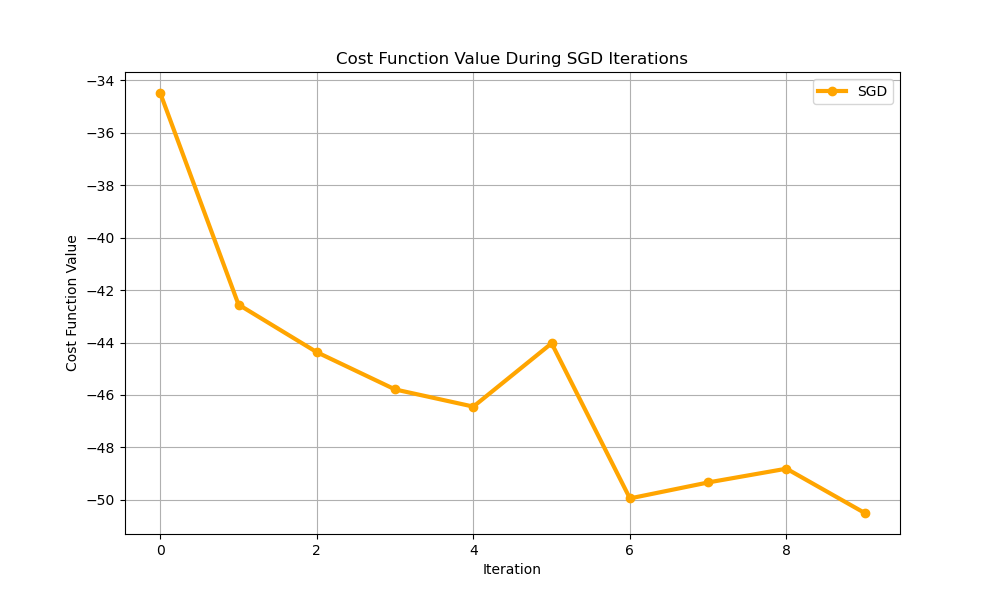 Cost Function Value During SGD Iterations
SGD
Cost Function Value
−34
−36
−38
−40
−42
−44
−46
−48
−50
0 2 4 6 8
Iteration